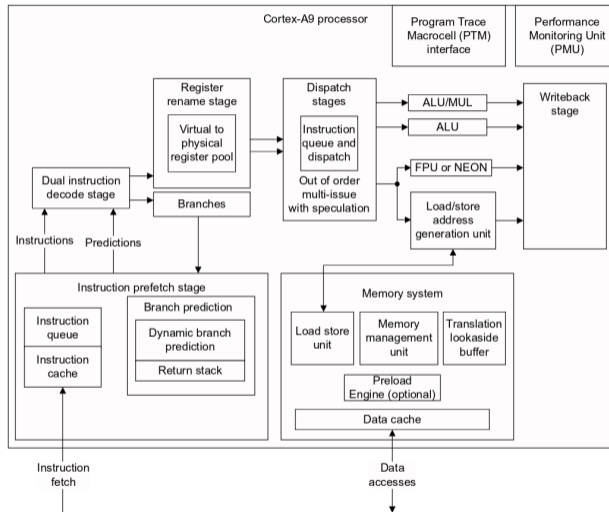 Cortex-A9 processor
Program Trace
Macrocell (PTM)
interface
Performance
Monitoring Unit
(PMU)
Register
rename stage
Virtual to
physical
register pool
Dispatch
stages
Instruction
queue and
dispatch
Out of order
multi-issue
with speculation
ALU/MUL
ALU
FPU or NEON
Load/store
address
generation unit
Writeback
stage
Dual instruction
decode stage
Branches
Instructions
Predictions
Instruction prefetch stage
Instruction
queue
Instruction
cache
Branch prediction
Dynamic branch
prediction
Return stack
Memory system
Load store
unit
Memory
management
unit
Translation
lookaside
buffer
Preload
Engine (optional)
Data cache
Instruction
fetch
Data
accesses